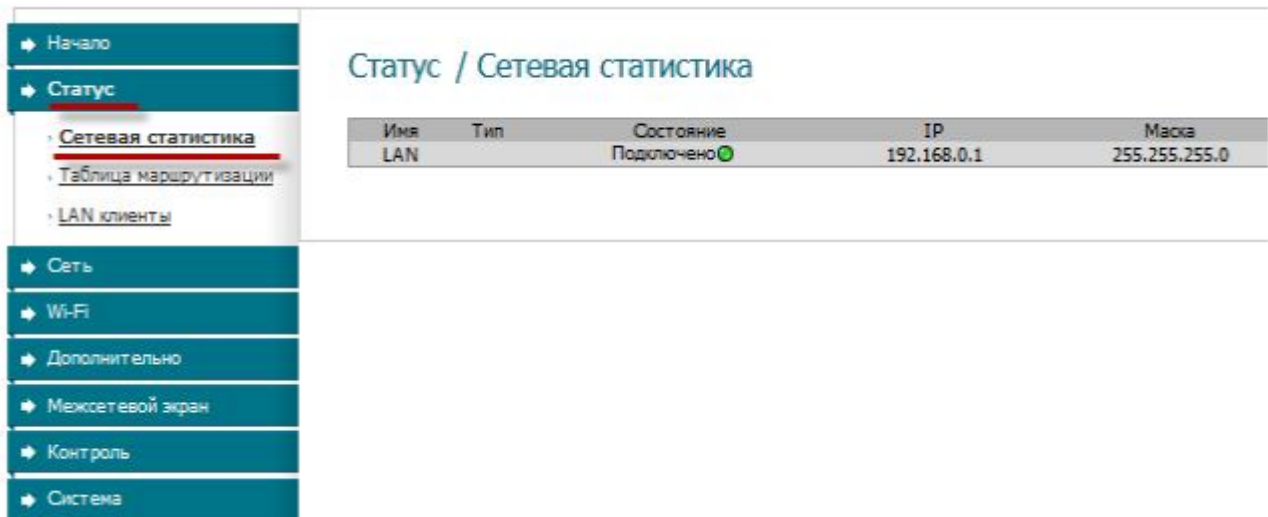 Начало
Статус
Сетевая статистика
Таблица маршрутизации
LAN клиенты
Сеть
Wi-Fi
Дополнительно
Межсетевой экран
Контроль
Система
Статус / Сетевая статистика
Имя Тип Состояние IP Маска
LAN Подключено 192.168.0.1 255.255.255.0